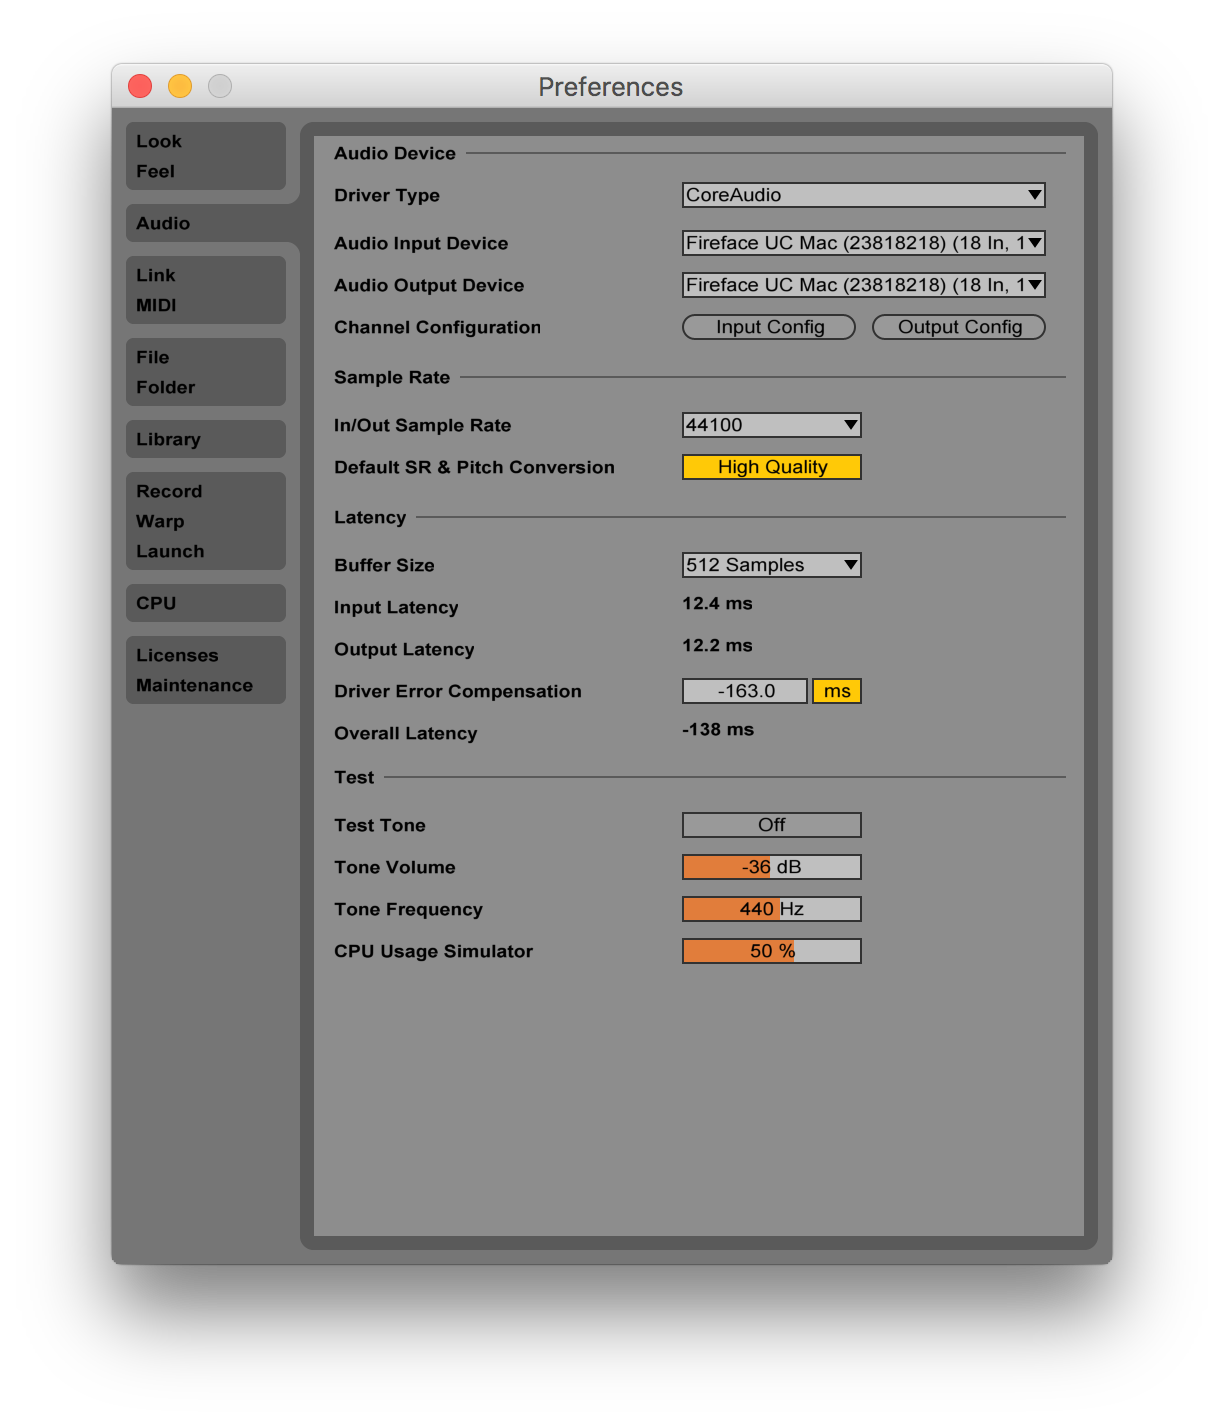 Preferences
Look
Feel
Audio
Link
MIDI
File
Folder
Library
Record
Warp
Launch
CPU
Licenses
Maintenance
Audio Device
Driver Type CoreAudio
Audio Input Device Fireface UC Mac (23818218) (18 In, 1
Audio Output Device Fireface UC Mac (23818218) (18 In, 1
Channel Configuration Input Config Output Config
Sample Rate
In/Out Sample Rate 44100
Default SR & Pitch Conversion High Quality
Latency
Buffer Size 512 Samples
Input Latency 12.4 ms
Output Latency 12.2 ms
Driver Error Compensation -163.0 ms
Overall Latency -138 ms
Test
Test Tone Off
Tone Volume -36 dB
Tone Frequency 440 Hz
CPU Usage Simulator 50 %